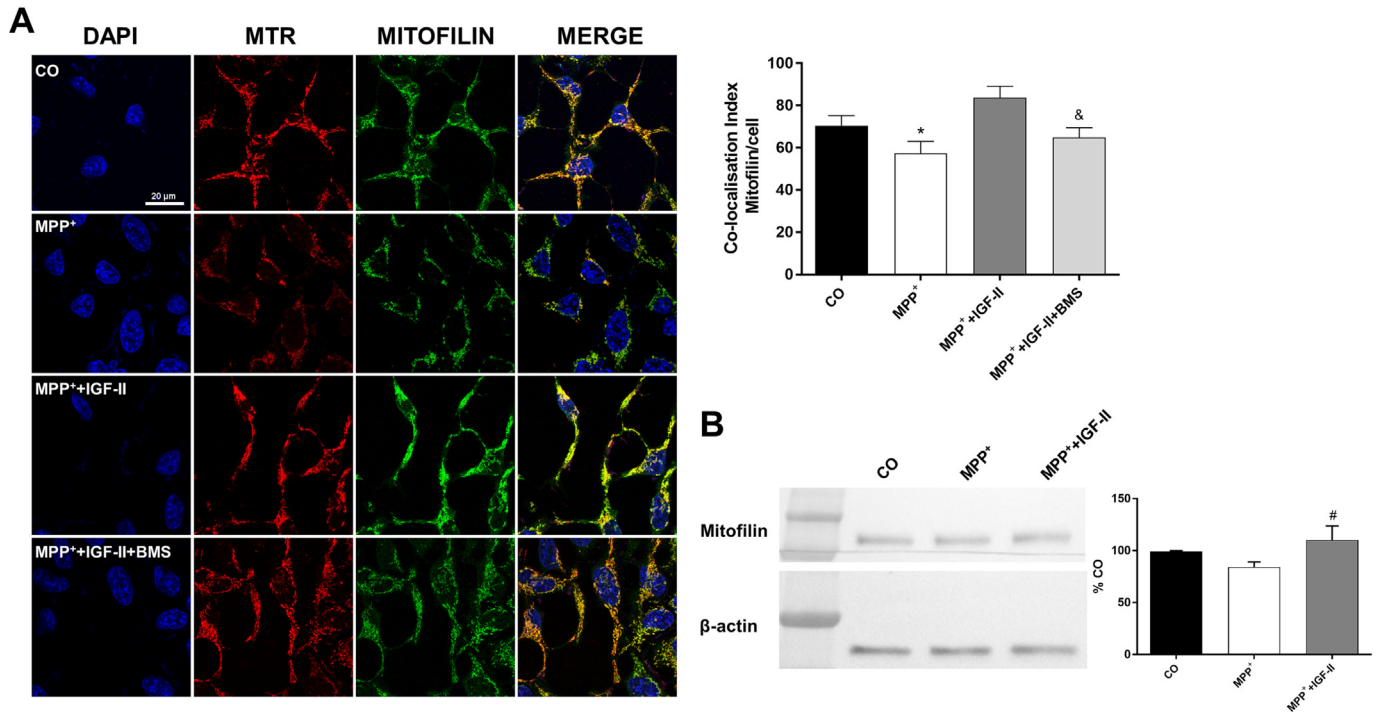 A
DAPI MTR MITOFILIN MERGE
CO
20 µm
MPP⁺
MPP⁺+IGF-II
MPP⁺+IGF-II+BMS
Co-localisation Index
Mitofilin/cell
100
80
60
40
20
0
*
&
CO
MPP⁺
MPP⁺+IGF-II
MPP⁺+IGF-II+BMS
B
CO MPP⁺ MPP⁺+IGF-II
Mitofilin
β-actin
% CO
150
100
50
0
#
CO
MPP⁺
MPP⁺+IGF-II